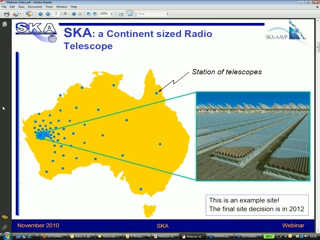 SKA
SKA: a Continent sized Radio
Telescope
SKA-AAVP
Station of telescopes
This is an example site!
The final site decision is in 2012
November 2010
SKA
Webinar